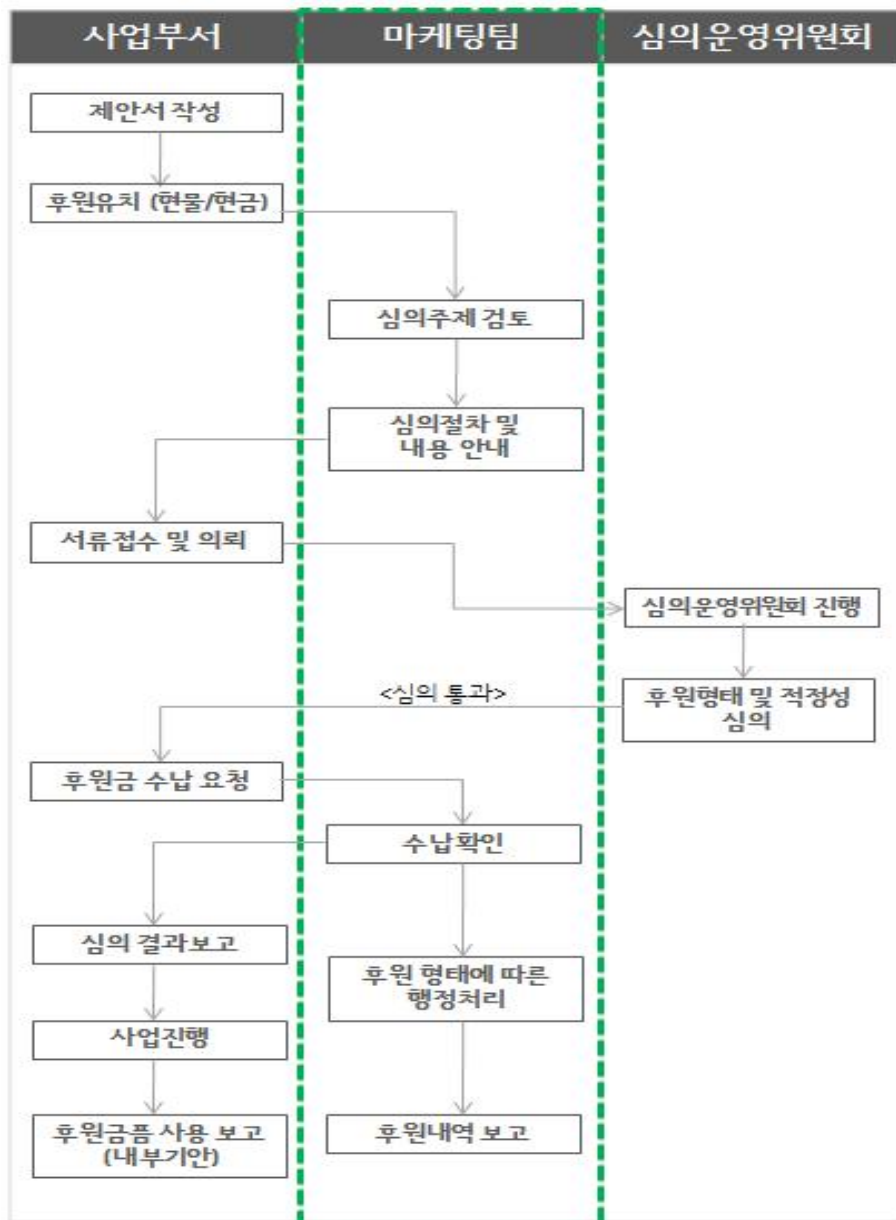 사업부서
마케팅팀
심의운영위원회
제안서 작성
후원유치 (현물/현금)
심의주제 검토
심의절차 및
내용 안내
서류접수 및 의뢰
심의운영위원회 진행
<심의 통과>
후원형태 및 적정성
심의
후원금 수납 요청
수납확인
심의 결과보고
후원 형태에 따른
행정처리
사업진행
후원금품 사용 보고
(내부기안)
후원내역 보고